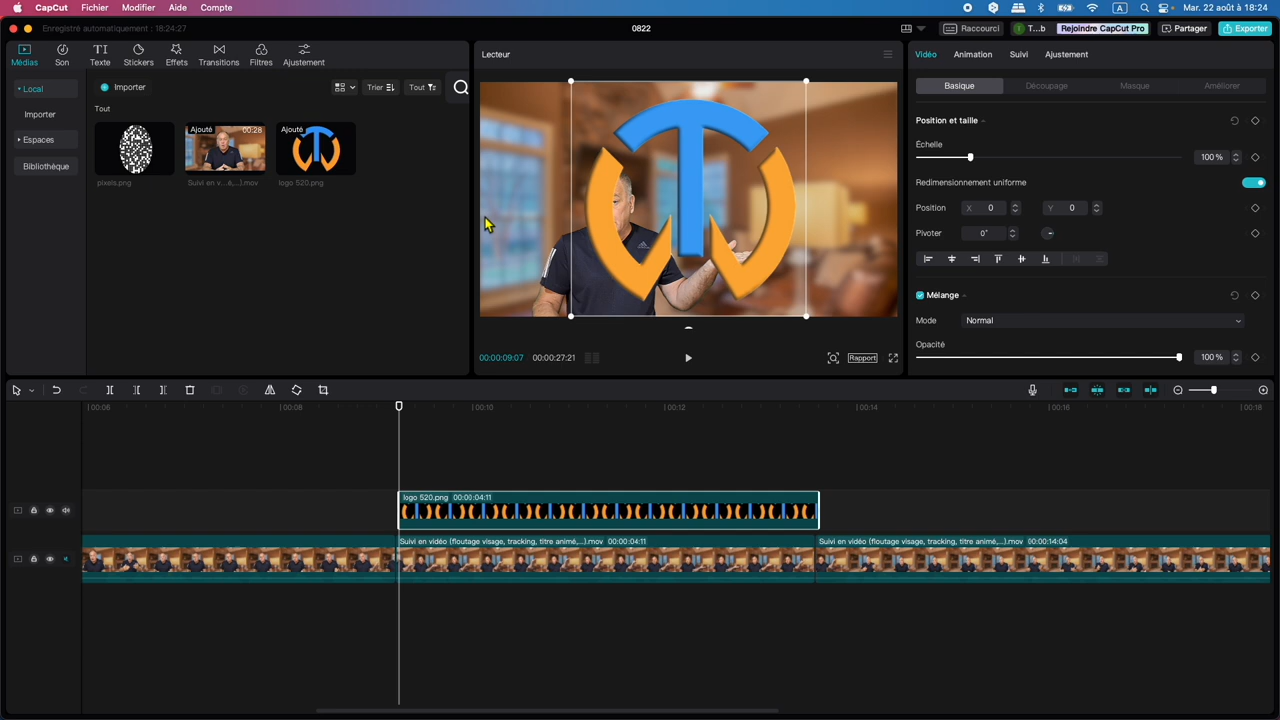 CapCut Fichier Modifier Aide Compte
A Mar. 22 août à 18:24
Enregistré automatiquement : 18:24:27
0822
Raccourci
T...b
Rejoindre CapCut Pro
Partager
Exporter
Médias Son Texte Stickers Effets Transitions Filtres Ajustement
Local
Importer
Espaces
Bibliothèque
Importer
Trier
Tout
Tout
pixels.png
Ajouté 00:28
Suivi en v...é,...).mov
Ajouté
logo 520.png
Lecteur
00:00:09:07 00:00:27:21
Rapport
Vidéo Animation Suivi Ajustement
Basique Découpage Masque Améliorer
Position et taille
Échelle
100 %
Redimensionnement uniforme
Position X 0 Y 0
Pivoter 0°
Mélange
Mode Normal
Opacité
100 %
00:06 00:08 00:10 00:12 00:14 00:16 00:18
logo 520.png 00:00:04:11
Suivi en vidéo (floutage visage, tracking, titre animé,...).mov 00:00:04:11
Suivi en vidéo (floutage visage, tracking, titre animé,...).mov 00:00:14:04